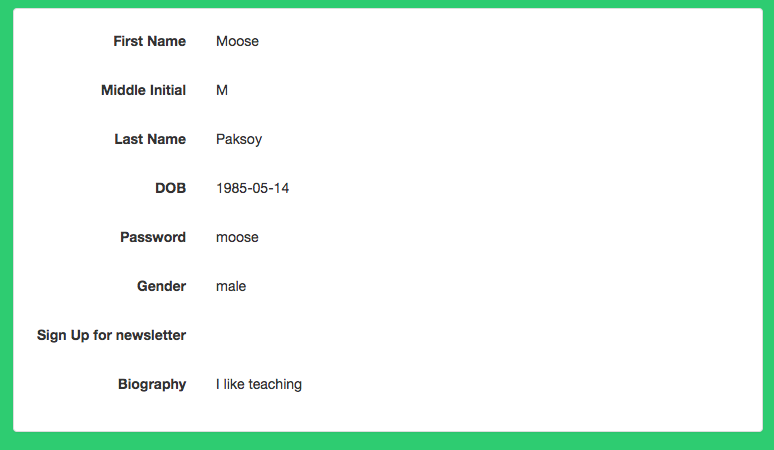 First Name Moose
Middle Initial M
Last Name Paksoy
DOB 1985-05-14
Password moose
Gender male
Sign Up for newsletter
Biography I like teaching